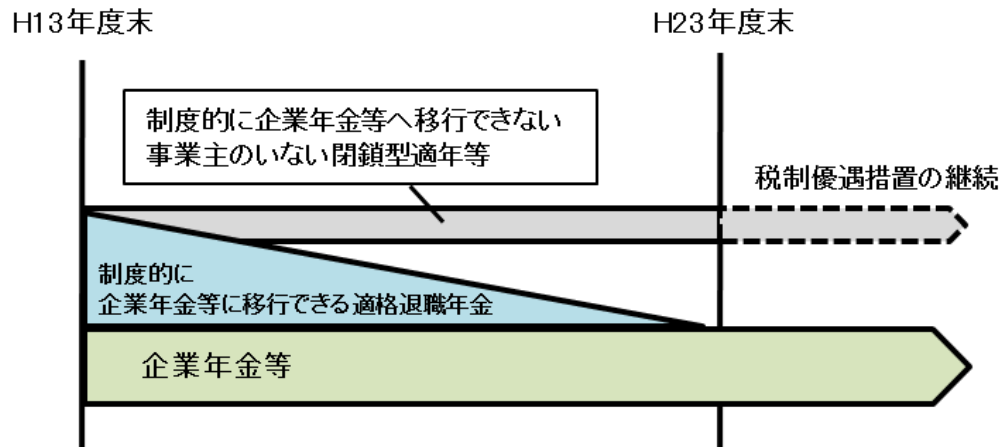 H13年度末
H23年度末
制度的に企業年金等へ移行できない
事業主のいない閉鎖型適年等
税制優遇措置の継続
制度的に
企業年金等に移行できる適格退職年金
企業年金等